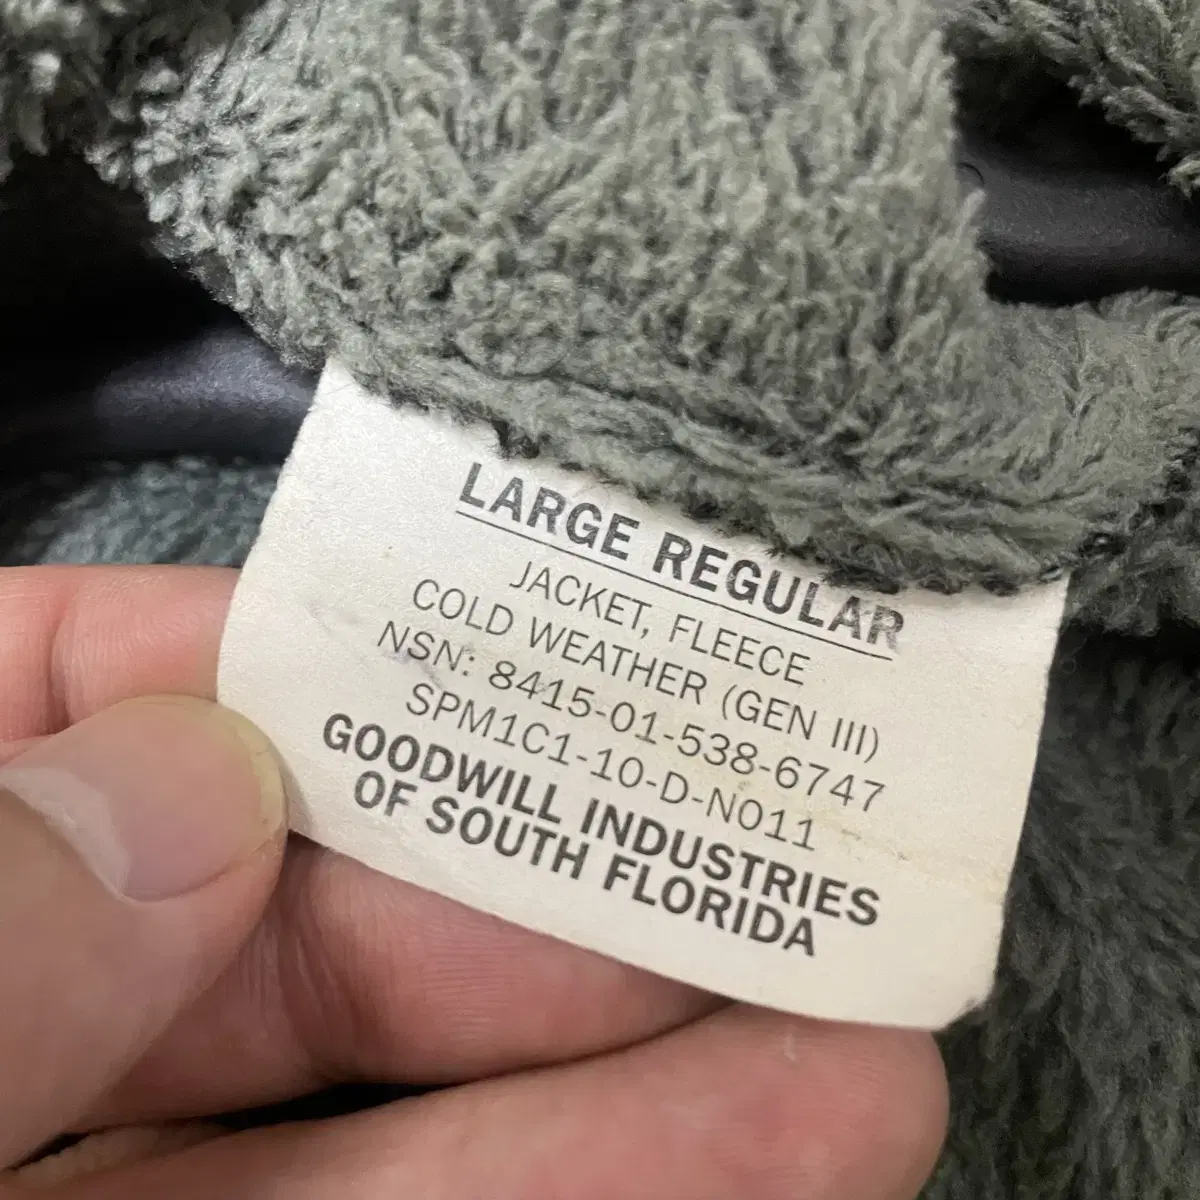 LARGE REGULAR
JACKET, FLEECE
COLD WEATHER (GEN III)
NSN: 8415-01-538-6747
SPM1C1-10-D-N011
GOODWILL INDUSTRIES
OF SOUTH FLORIDA